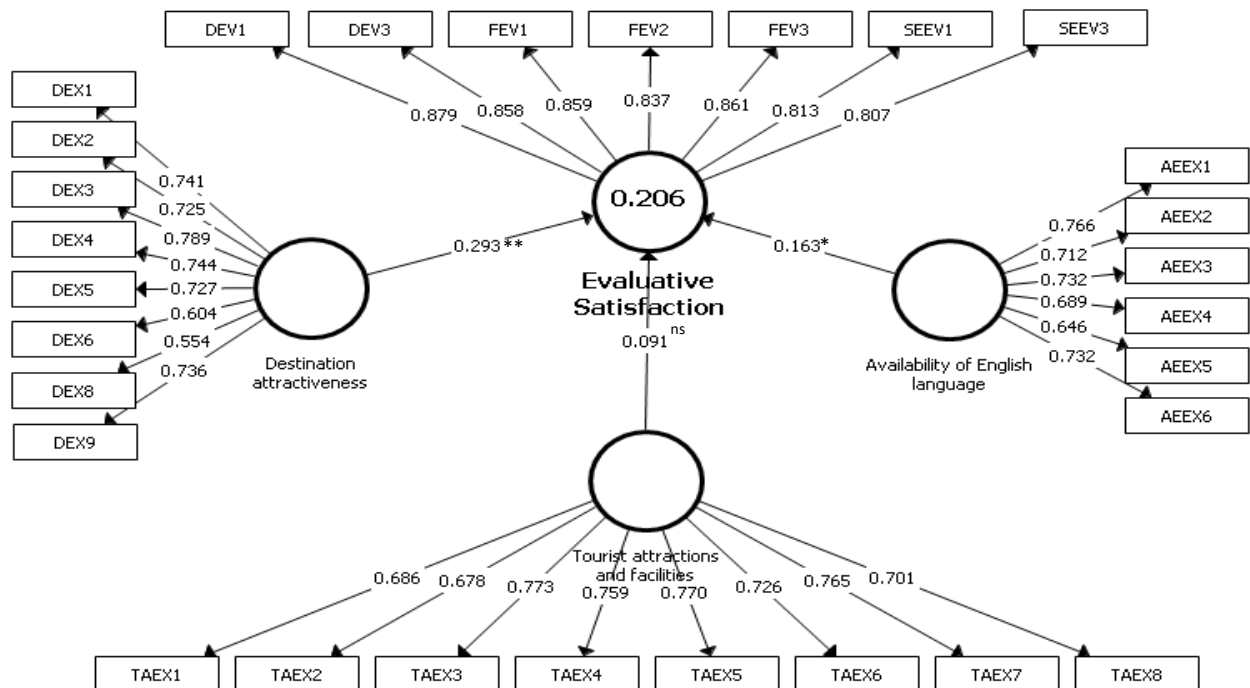 DEV1
DEV3
FEV1
FEV2
FEV3
SEEV1
SEEV3
0.879
0.858
0.859
0.837
0.861
0.813
0.807
DEX1
DEX2
DEX3
DEX4
DEX5
DEX6
DEX8
DEX9
0.741
0.725
0.789
0.744
0.727
0.604
0.554
0.736
Destination
attractiveness
0.293**
0.206
Evaluative
Satisfaction
0.163*
0.091 ns
AEEX1
AEEX2
AEEX3
AEEX4
AEEX5
AEEX6
0.766
0.712
0.732
0.689
0.646
0.732
Availability of English
language
Tourist attractions
and facilities
0.686
0.678
0.773
0.759
0.770
0.726
0.765
0.701
TAEX1
TAEX2
TAEX3
TAEX4
TAEX5
TAEX6
TAEX7
TAEX8